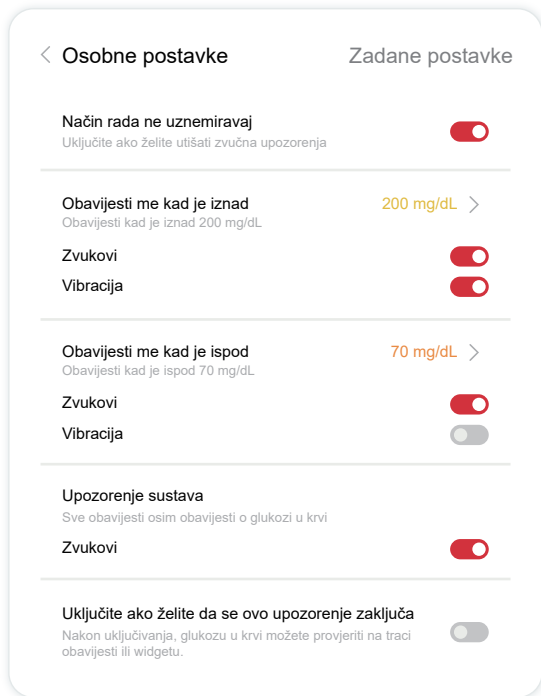 Osobne postavke Zadane postavke
Način rada ne uznemiravaj
Uključite ako želite utišati zvučna upozorenja
Obavijesti me kad je iznad 200 mg/dL
Obavijesti kad je iznad 200 mg/dL
Zvukovi
Vibracija
Obavijesti me kad je ispod 70 mg/dL
Obavijesti kad je ispod 70 mg/dL
Zvukovi
Vibracija
Upozorenje sustava
Sve obavijesti osim obavijesti o glukozi u krvi
Zvukovi
Uključite ako želite da se ovo upozorenje zaključa
Nakon uključivanja, glukozu u krvi možete provjeriti na traci
obavijesti ili widgetu.